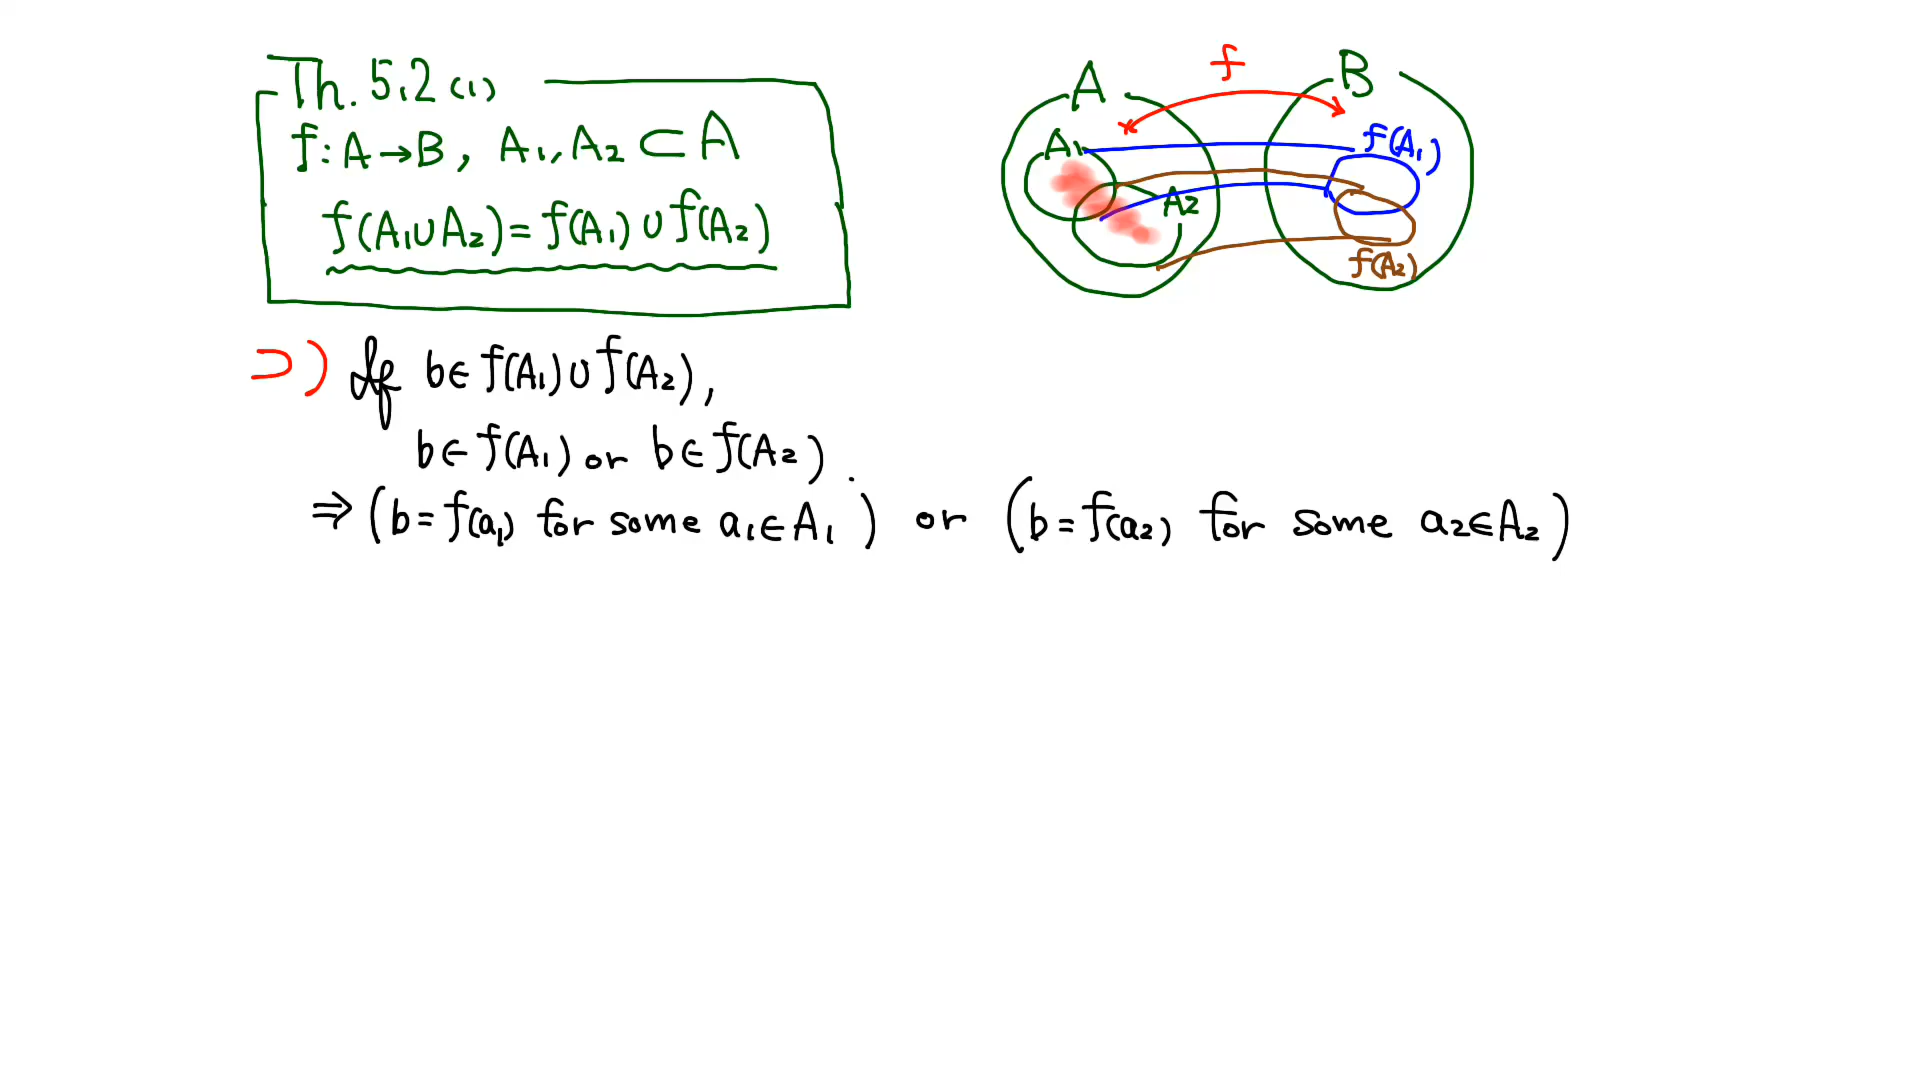 Th. 5.2 (1)
f: A→B, A₁, A₂ ⊂ A
f(A₁∪A₂) = f(A₁) ∪ f(A₂)
f
A
B
A₁
A₂
f(A₁)
f(A₂)
⊃) If b∈ f(A₁)∪f(A₂),
b∈ f(A₁) or b∈ f(A₂).
⇒ (b = f(a₁) for some a₁∈A₁) or (b = f(a₂) for some a₂∈A₂)